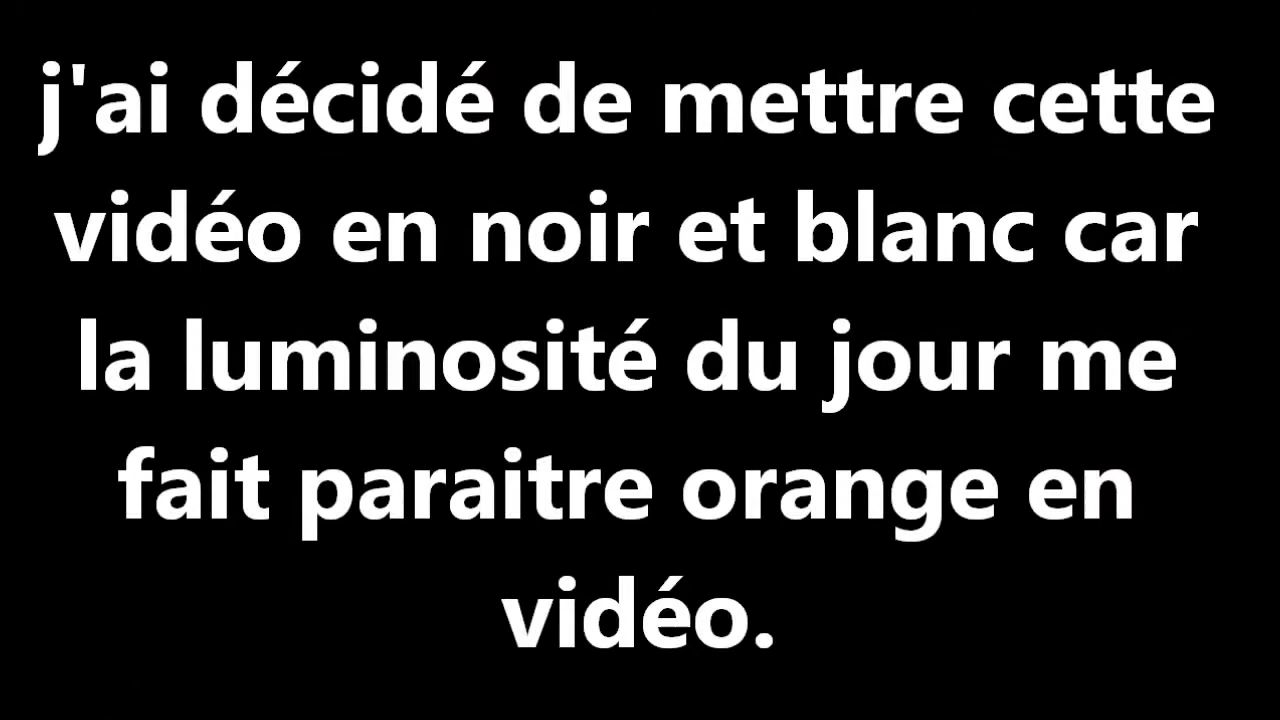 j'ai décidé de mettre cette
vidéo en noir et blanc car
la luminosité du jour me
fait paraitre orange en
vidéo.